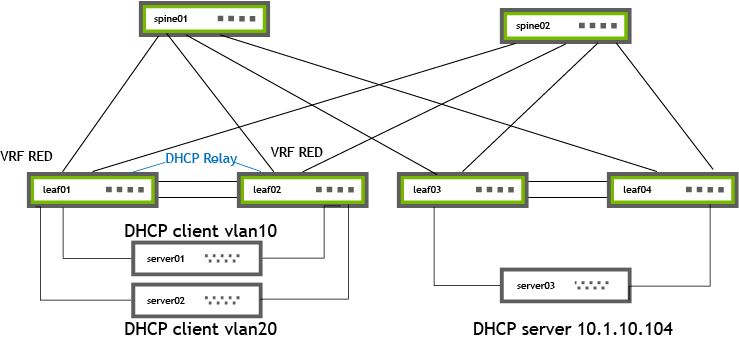 spine01
spine02
VRF RED
DHCP Relay
VRF RED
leaf01
leaf02
leaf03
leaf04
DHCP client vlan10
server01
server02
server03
DHCP client vlan20
DHCP server 10.1.10.104